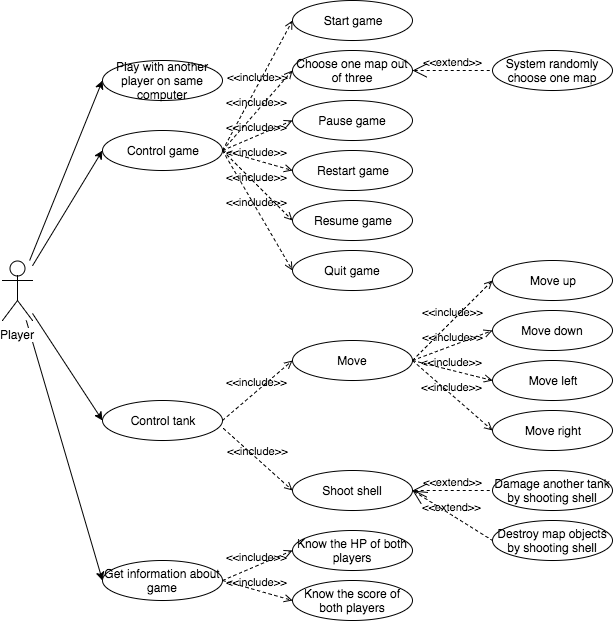 Start game
<<include>>
Play with another
player on same
computer
Choose one map out
of three
<<extend>>
System randomly
choose one map
<<include>>
Pause game
<<include>>
Control game
<<include>>
Restart game
<<include>>
<<include>>
Resume game
Quit game
Player
Move up
<<include>>
Move down
<<include>>
Move
<<include>>
Move left
<<include>>
<<include>>
Control tank
Move right
<<include>>
Shoot shell
<<extend>>
Damage another tank
by shooting shell
<<extend>>
Destroy map objects
by shooting shell
Know the HP of both
players
<<include>>
Get information about
game
<<include>>
Know the score of
both players